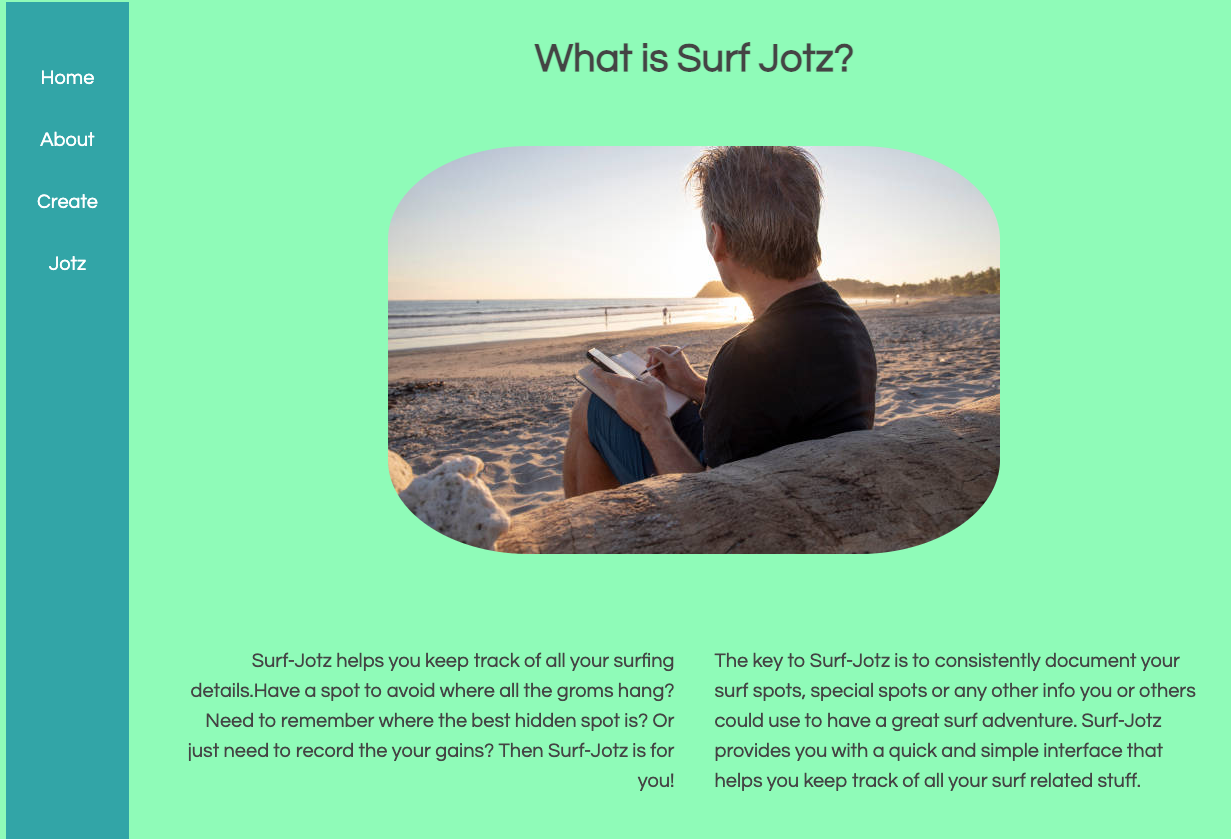 Home
About
Create
Jotz
What is Surf Jotz?
Surf-Jotz helps you keep track of all your surfing
details.Have a spot to avoid where all the groms hang?
Need to remember where the best hidden spot is? Or
just need to record the your gains? Then Surf-Jotz is for
you!
The key to Surf-Jotz is to consistently document your
surf spots, special spots or any other info you or others
could use to have a great surf adventure. Surf-Jotz
provides you with a quick and simple interface that
helps you keep track of all your surf related stuff.